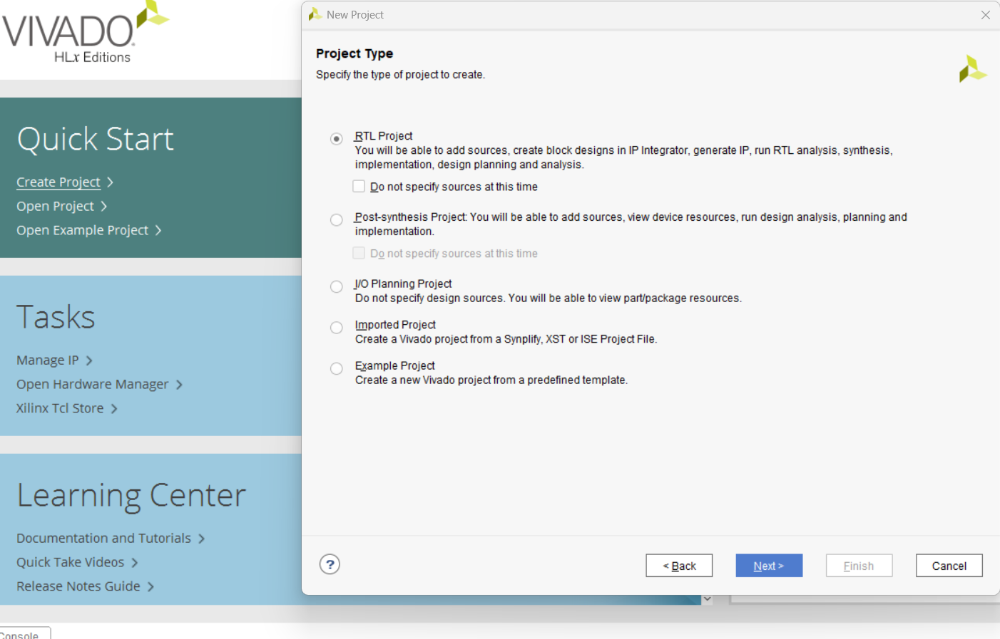 VIVADO
HLx Editions
Quick Start
Create Project
Open Project
Open Example Project
Tasks
Manage IP
Open Hardware Manager
Xilinx Tcl Store
Learning Center
Documentation and Tutorials
Quick Take Videos
Release Notes Guide
Console
New Project
Project Type
Specify the type of project to create.
RTL Project
You will be able to add sources, create block designs in IP Integrator, generate IP, run RTL analysis, synthesis,
implementation, design planning and analysis.
Do not specify sources at this time
Post-synthesis Project: You will be able to add sources, view device resources, run design analysis, planning and
implementation.
Do not specify sources at this time
I/O Planning Project
Do not specify design sources. You will be able to view part/package resources.
Imported Project
Create a Vivado project from a Synplify, XST or ISE Project File.
Example Project
Create a new Vivado project from a predefined template.
?
< Back
Next >
Finish
Cancel